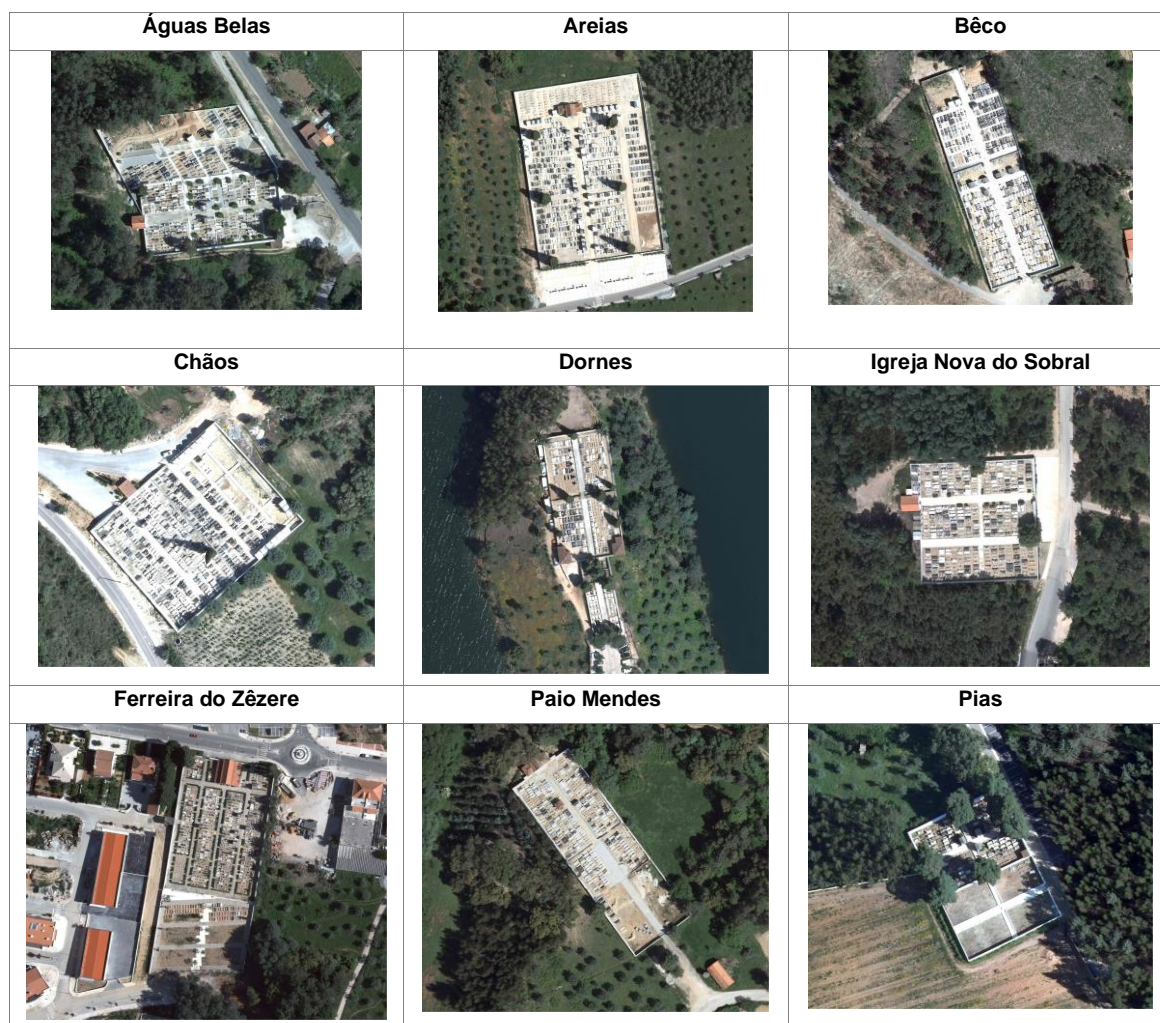 Águas Belas
Areias
Bêco
Chãos
Dornes
Igreja Nova do Sobral
Ferreira do Zêzere
Paio Mendes
Pias